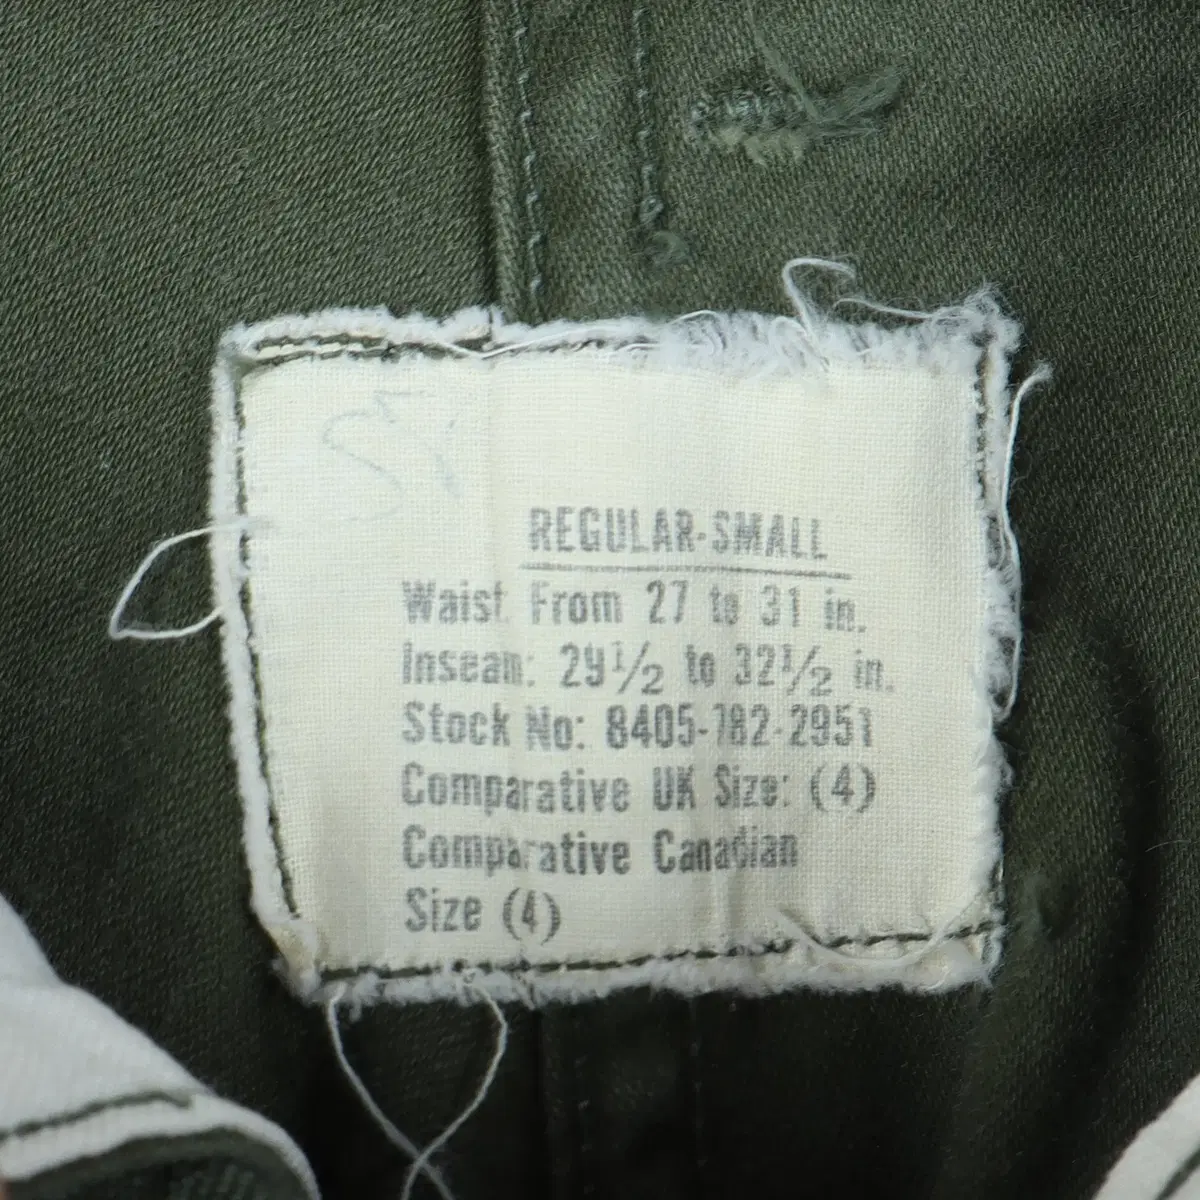 REGULAR-SMALL
Waist From 27 to 31 in.
Inseam: 29½ to 32½ in.
Stock No: 8405-782-2951
Comparative UK Size: (4)
Comparative Canadian
Size (4)